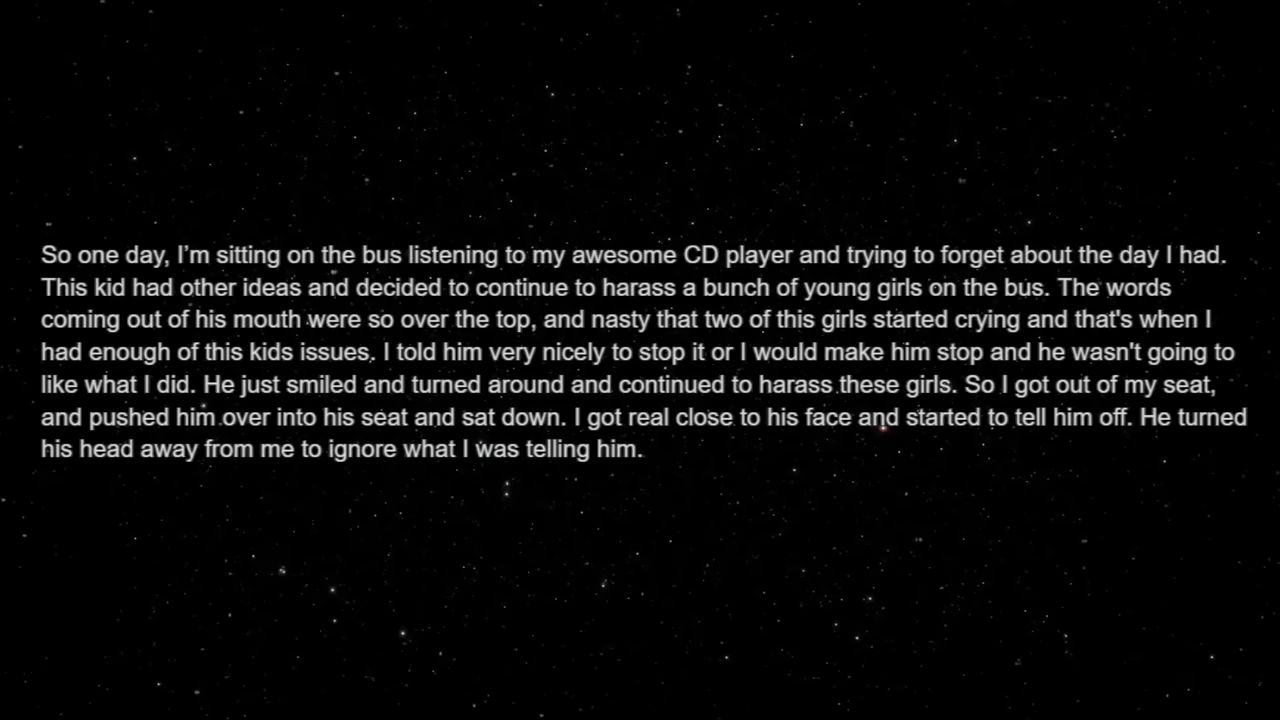 So one day, I’m sitting on the bus listening to my awesome CD player and trying to forget about the day I had.
This kid had other ideas and decided to continue to harass a bunch of young girls on the bus. The words
coming out of his mouth were so over the top, and nasty that two of this girls started crying and that's when I
had enough of this kids issues. I told him very nicely to stop it or I would make him stop and he wasn't going to
like what I did. He just smiled and turned around and continued to harass these girls. So I got out of my seat,
and pushed him over into his seat and sat down. I got real close to his face and started to tell him off. He turned
his head away from me to ignore what I was telling him.